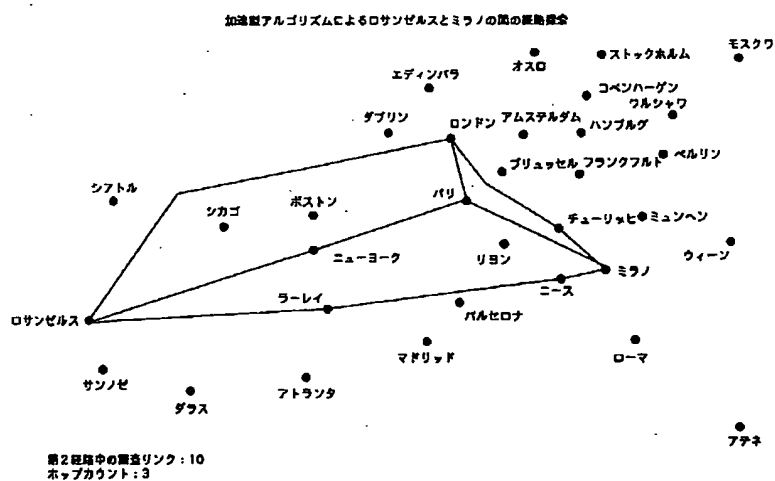 加速型アルゴリズムによるロサンゼルスとミラノの間の経路探索
モスクワ
オスロ
ストックホルム
エディンバラ
コペンハーゲン
ワルシャワ
ダブリン
ロンドン
アムステルダム
ハンブルグ
ブリュッセル
フランクフルト
ベルリン
シアトル
シカゴ
ボストン
パリ
チューリッヒ
ミュンヘン
ニューヨーク
リヨン
ウィーン
ミラノ
ロサンゼルス
ラーレイ
ニース
バルセロナ
マドリッド
ローマ
サンノゼ
ダラス
アトランタ
アテネ
第2経路中の調査リンク:10
ホップカウント:3